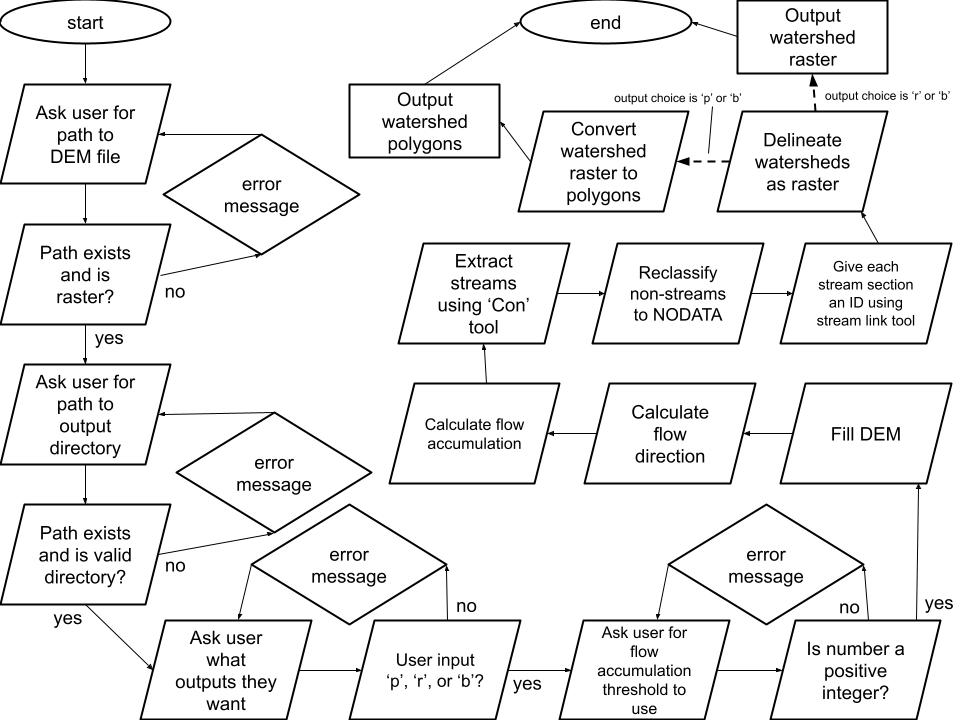 start
Ask user for
path to
DEM file
error
message
Path exists
and is
raster?
no
yes
Ask user for
path to
output
directory
error
message
Path exists
and is valid
directory?
no
yes
Ask user
what
outputs they
want
error
message
User input
‘p’, ‘r’, or ‘b’?
no
yes
Ask user for
flow
accumulation
threshold to
use
error
message
Is number a
positive
integer?
no
yes
Fill DEM
Calculate
flow
direction
Calculate flow
accumulation
Extract
streams
using ‘Con’
tool
Reclassify
non-streams
to NODATA
Give each
stream section
an ID using
stream link tool
Delineate
watersheds
as raster
output choice is ‘p’ or ‘b’
output choice is ‘r’ or ‘b’
Convert
watershed
raster to
polygons
Output
watershed
polygons
Output
watershed
raster
end